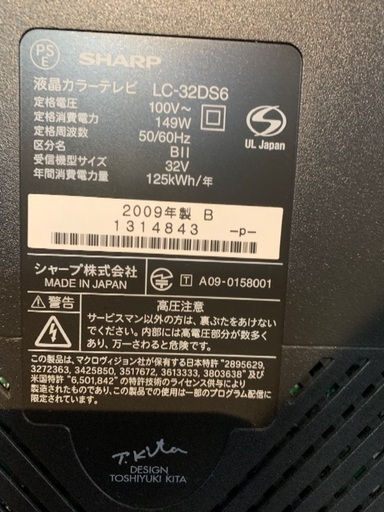 PS
E
SHARP
液晶カラーテレビ LC-32DS6
定格電圧 100V～
定格消費電力 149W
定格周波数 50/60Hz
区分名 BII
受信機型サイズ 32V
年間消費電力量 125kWh/年
S
UL Japan
2009年製 B
1314843 -p-
シャープ株式会社
MADE IN JAPAN
T A09-0158001
警告 高圧注意
サービスマン以外の方は、裏ぶたをあけないで
ください。内部には高電圧部分が数多く
あり、万一さわると危険です。
この製品は、マクロヴィジョン社が保有する日本特許 "2895629,
3272363, 3425850, 3517672, 3613333, 3803638" 及び
米国特許 "6,501,842" の特許技術のライセンス供与により
製造されたものであり、この製品での使用は一部のプログラム配信に
限定されています。
T.Kita
DESIGN
TOSHIYUKI KITA